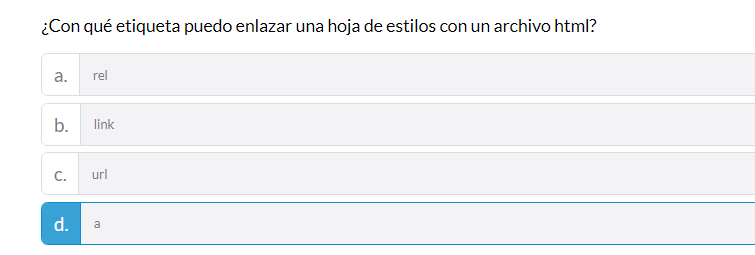 ¿Con qué etiqueta puedo enlazar una hoja de estilos con un archivo html?
a. rel
b. link
c. url
d. a